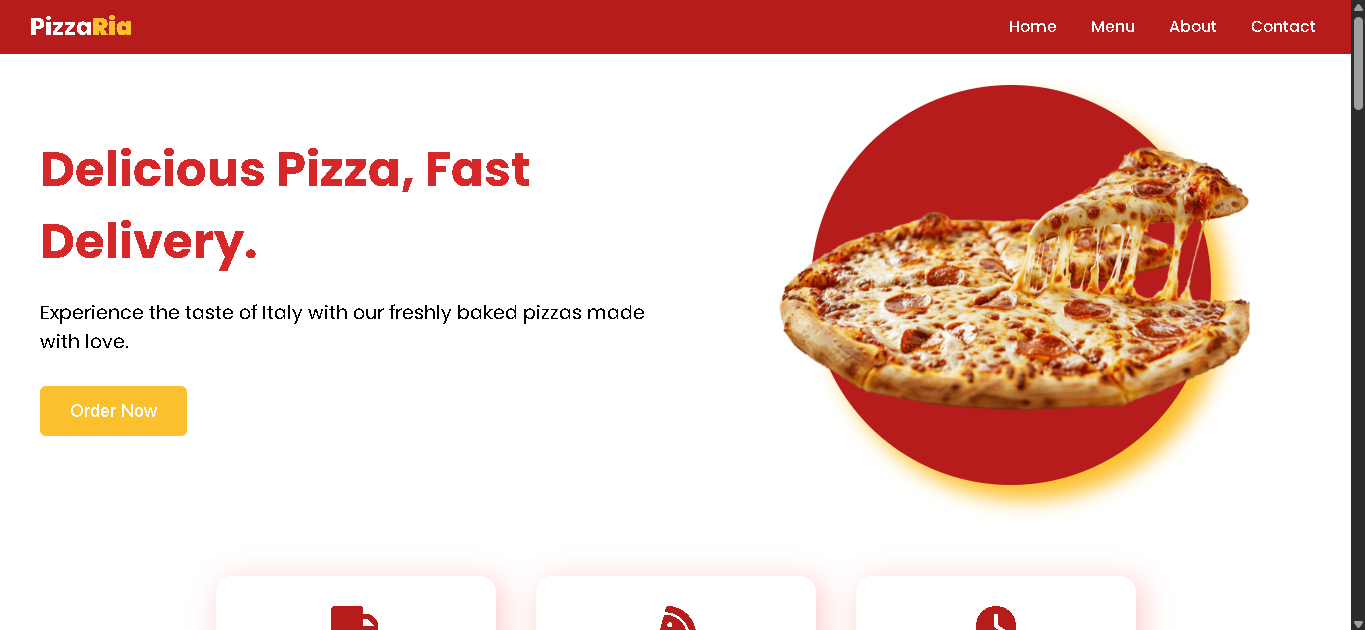 PizzaRia
Home Menu About Contact
Delicious Pizza, Fast
Delivery.
Experience the taste of Italy with our freshly baked pizzas made
with love.
Order Now